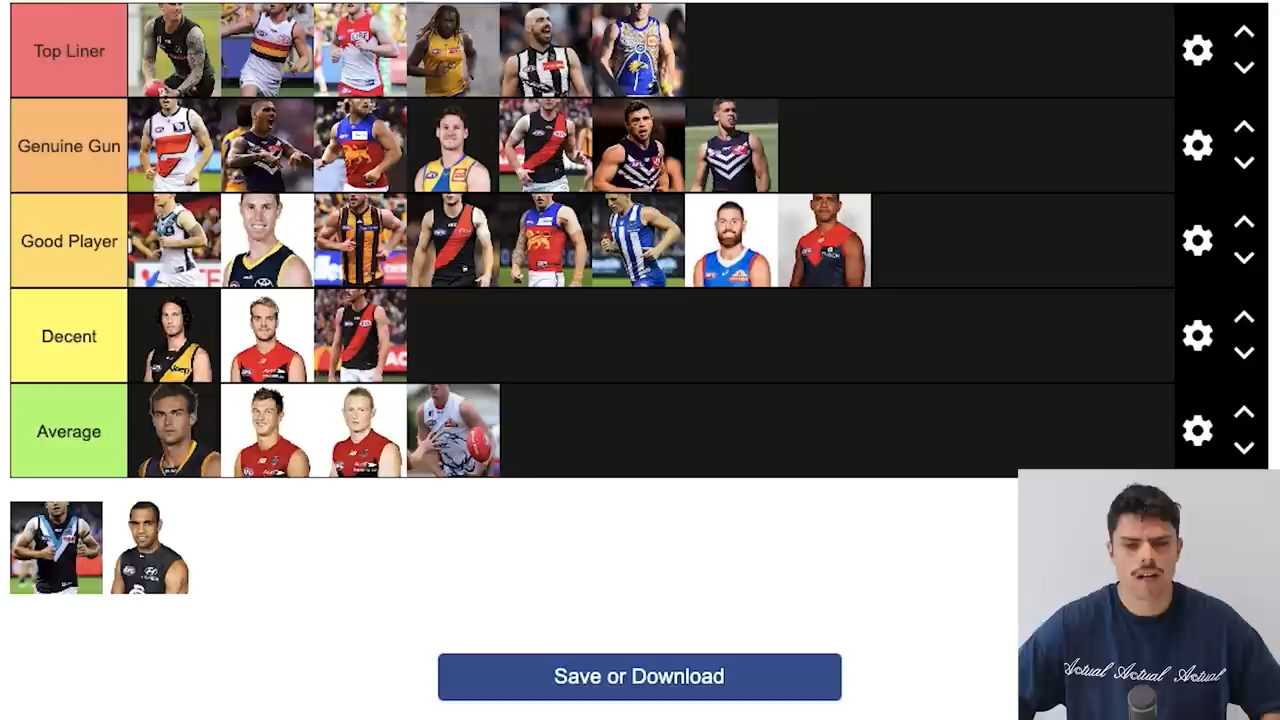 Top Liner
Genuine Gun
Good Player
Decent
Average
Save or Download
Actual Actual Actual